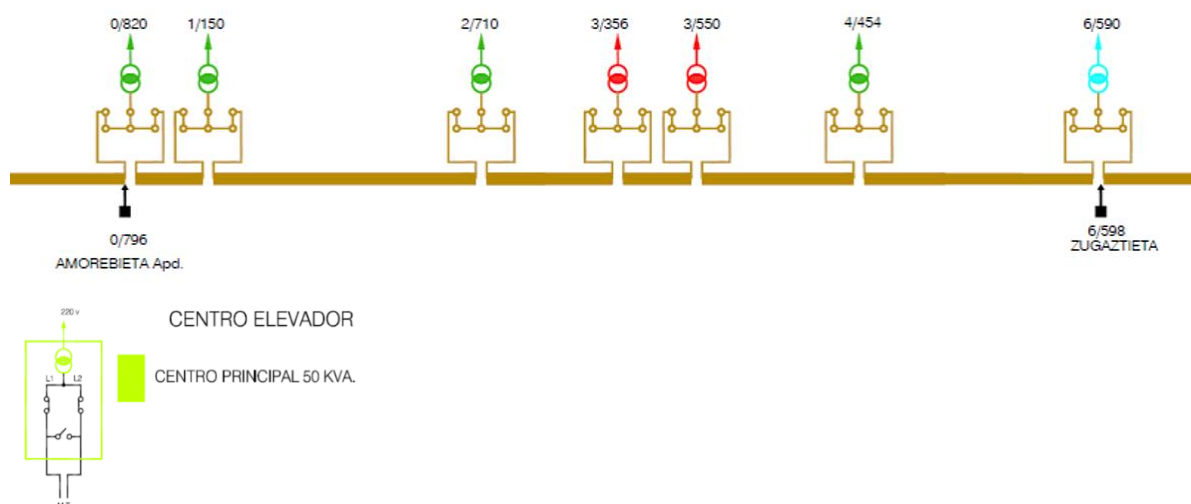 0/820
1/150
2/710
3/356
3/550
4/454
6/590
0/796
AMOREBIETA Apd.
6/598
ZUGAZTIETA
220 v
CENTRO ELEVADOR
L1
L2
CENTRO PRINCIPAL 50 KVA.